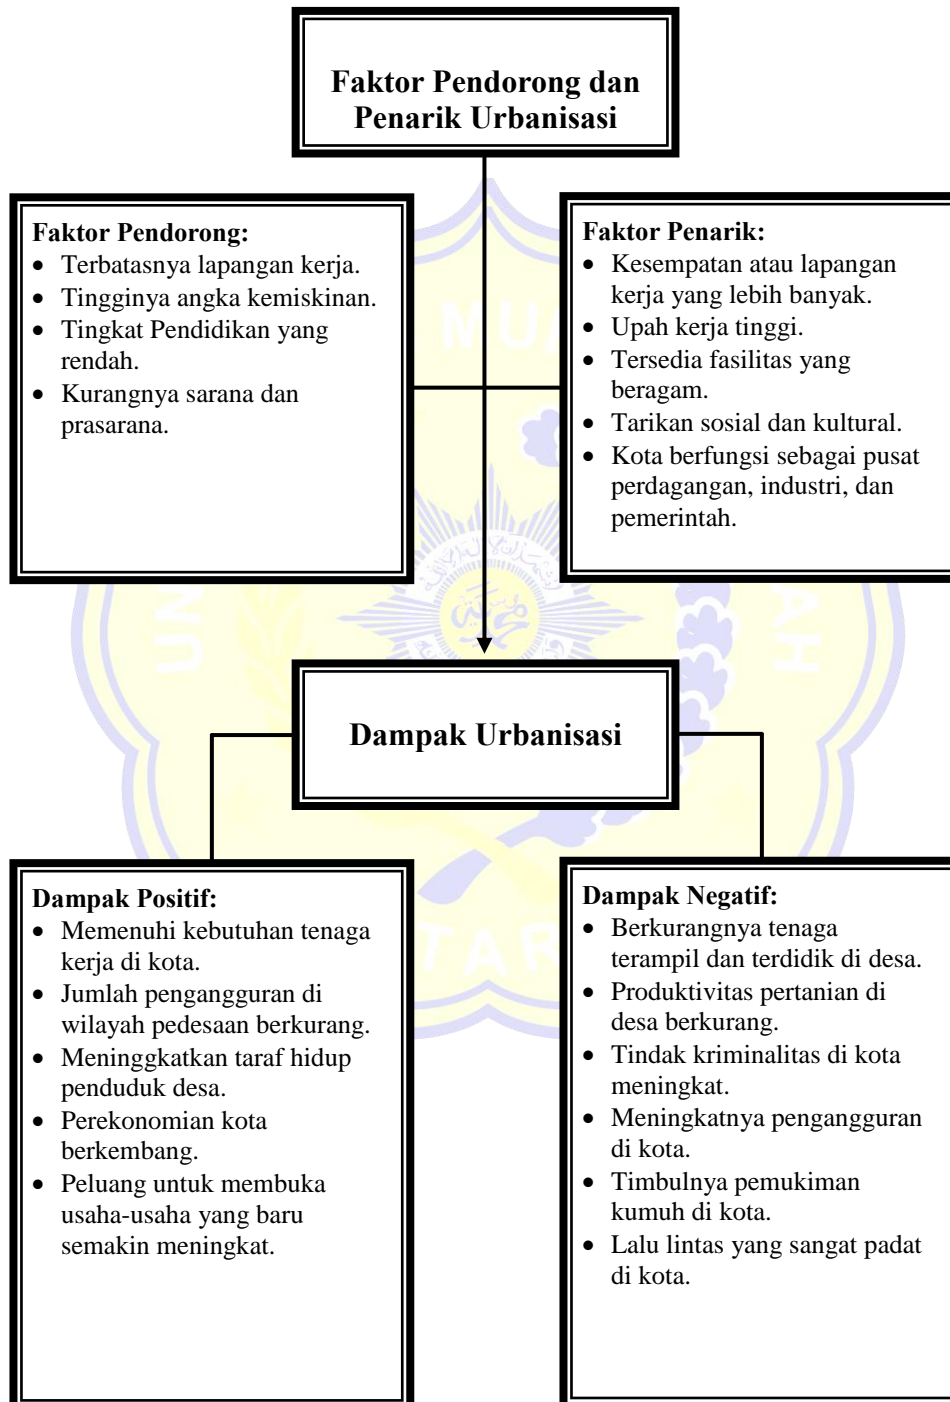 Faktor Pendorong dan
Penarik Urbanisasi
Faktor Pendorong:
• Terbatasnya lapangan kerja.
• Tingginya angka kemiskinan.
• Tingkat Pendidikan yang
rendah.
• Kurangnya sarana dan
prasarana.
Faktor Penarik:
• Kesempatan atau lapangan
kerja yang lebih banyak.
• Upah kerja tinggi.
• Tersedia fasilitas yang
beragam.
• Tarikan sosial dan kultural.
• Kota berfungsi sebagai pusat
perdagangan, industri, dan
pemerintah.
Dampak Urbanisasi
Dampak Positif:
• Memenuhi kebutuhan tenaga
kerja di kota.
• Jumlah pengangguran di
wilayah pedesaan berkurang.
• Meninggkatkan taraf hidup
penduduk desa.
• Perekonomian kota
berkembang.
• Peluang untuk membuka
usaha-usaha yang baru
semakin meningkat.
Dampak Negatif:
• Berkurangnya tenaga
terampil dan terdidik di desa.
• Produktivitas pertanian di
desa berkurang.
• Tindak kriminalitas di kota
meningkat.
• Meningkatnya pengangguran
di kota.
• Timbulnya pemukiman
kumuh di kota.
• Lalu lintas yang sangat padat
di kota.